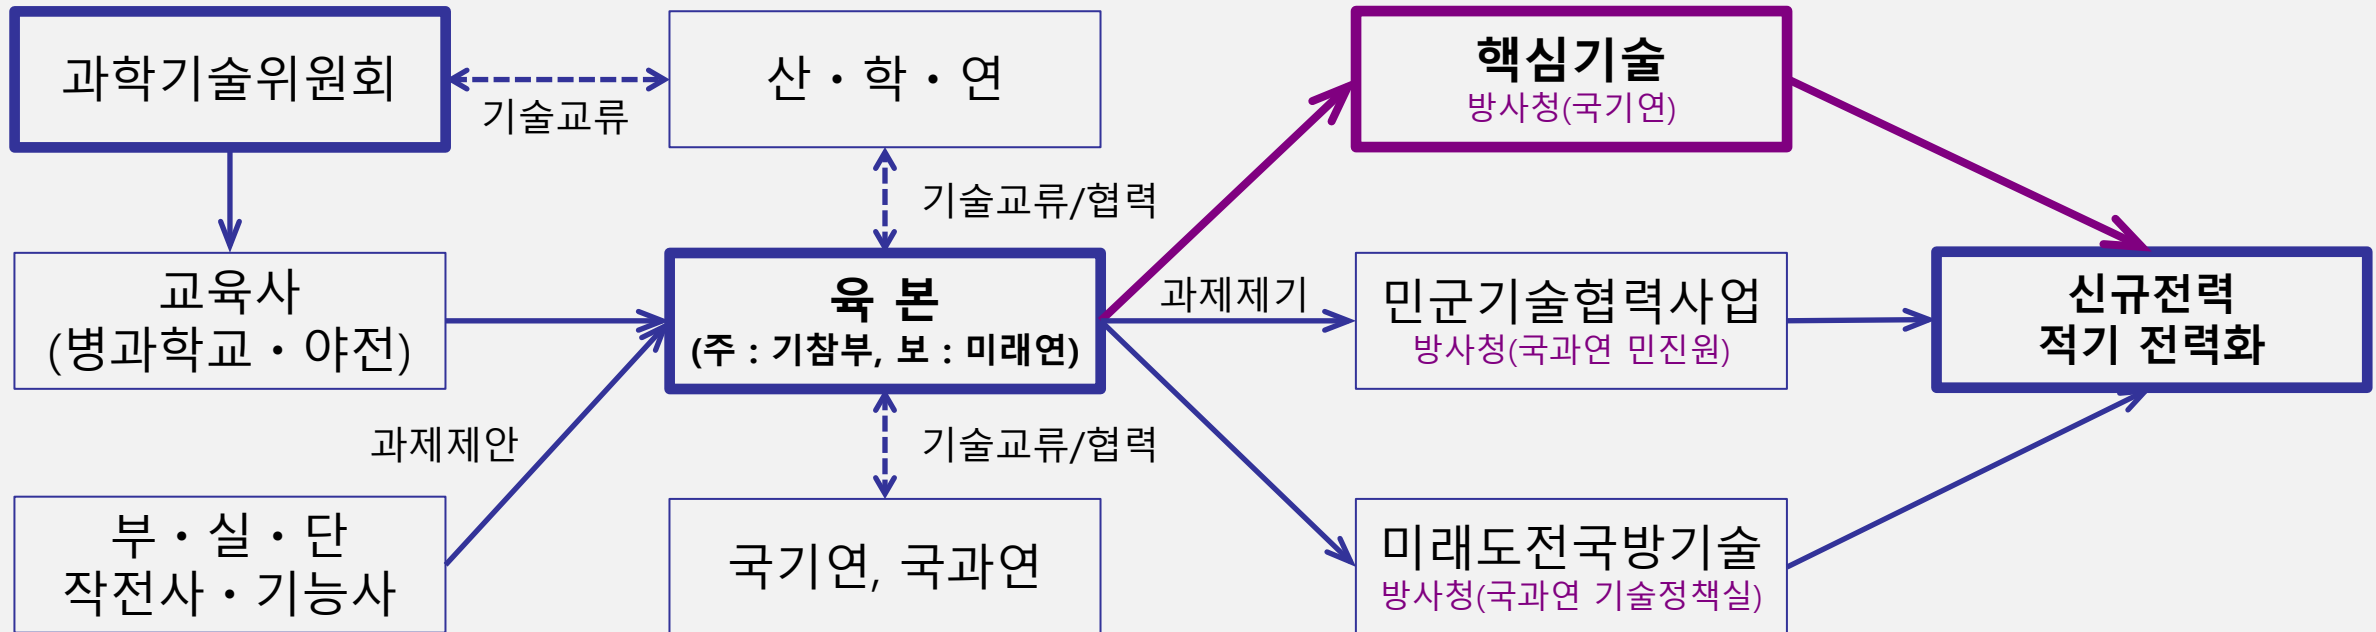 과학기술위원회
기술교류
산・학・연
핵심기술
방사청(국기연)
기술교류/협력
교육사
(병과학교・야전)
육 본
(주 : 기참부, 보 : 미래연)
과제제기
민군기술협력사업
방사청(국과연 민진원)
신규전력
적기 전력화
과제제안
기술교류/협력
부・실・단
작전사・기능사
국기연, 국과연
미래도전국방기술
방사청(국과연 기술정책실)